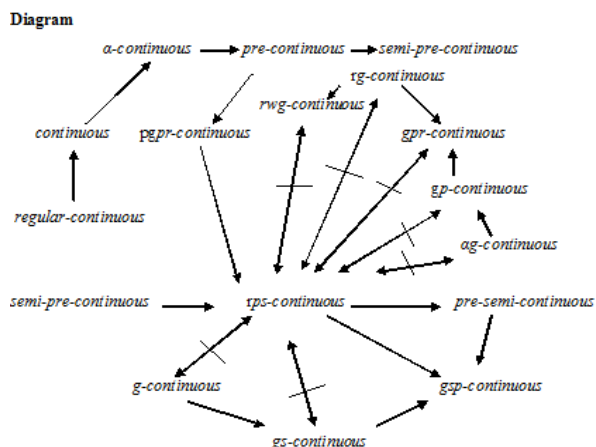 Diagram
α-continuous pre-continuous semi-pre-continuous
rg-continuous
rwg-continuous
continuous pgpr-continuous gpr-continuous
gp-continuous
regular-continuous
αg-continuous
semi-pre-continuous rps-continuous pre-semi-continuous
g-continuous gsp-continuous
gs-continuous